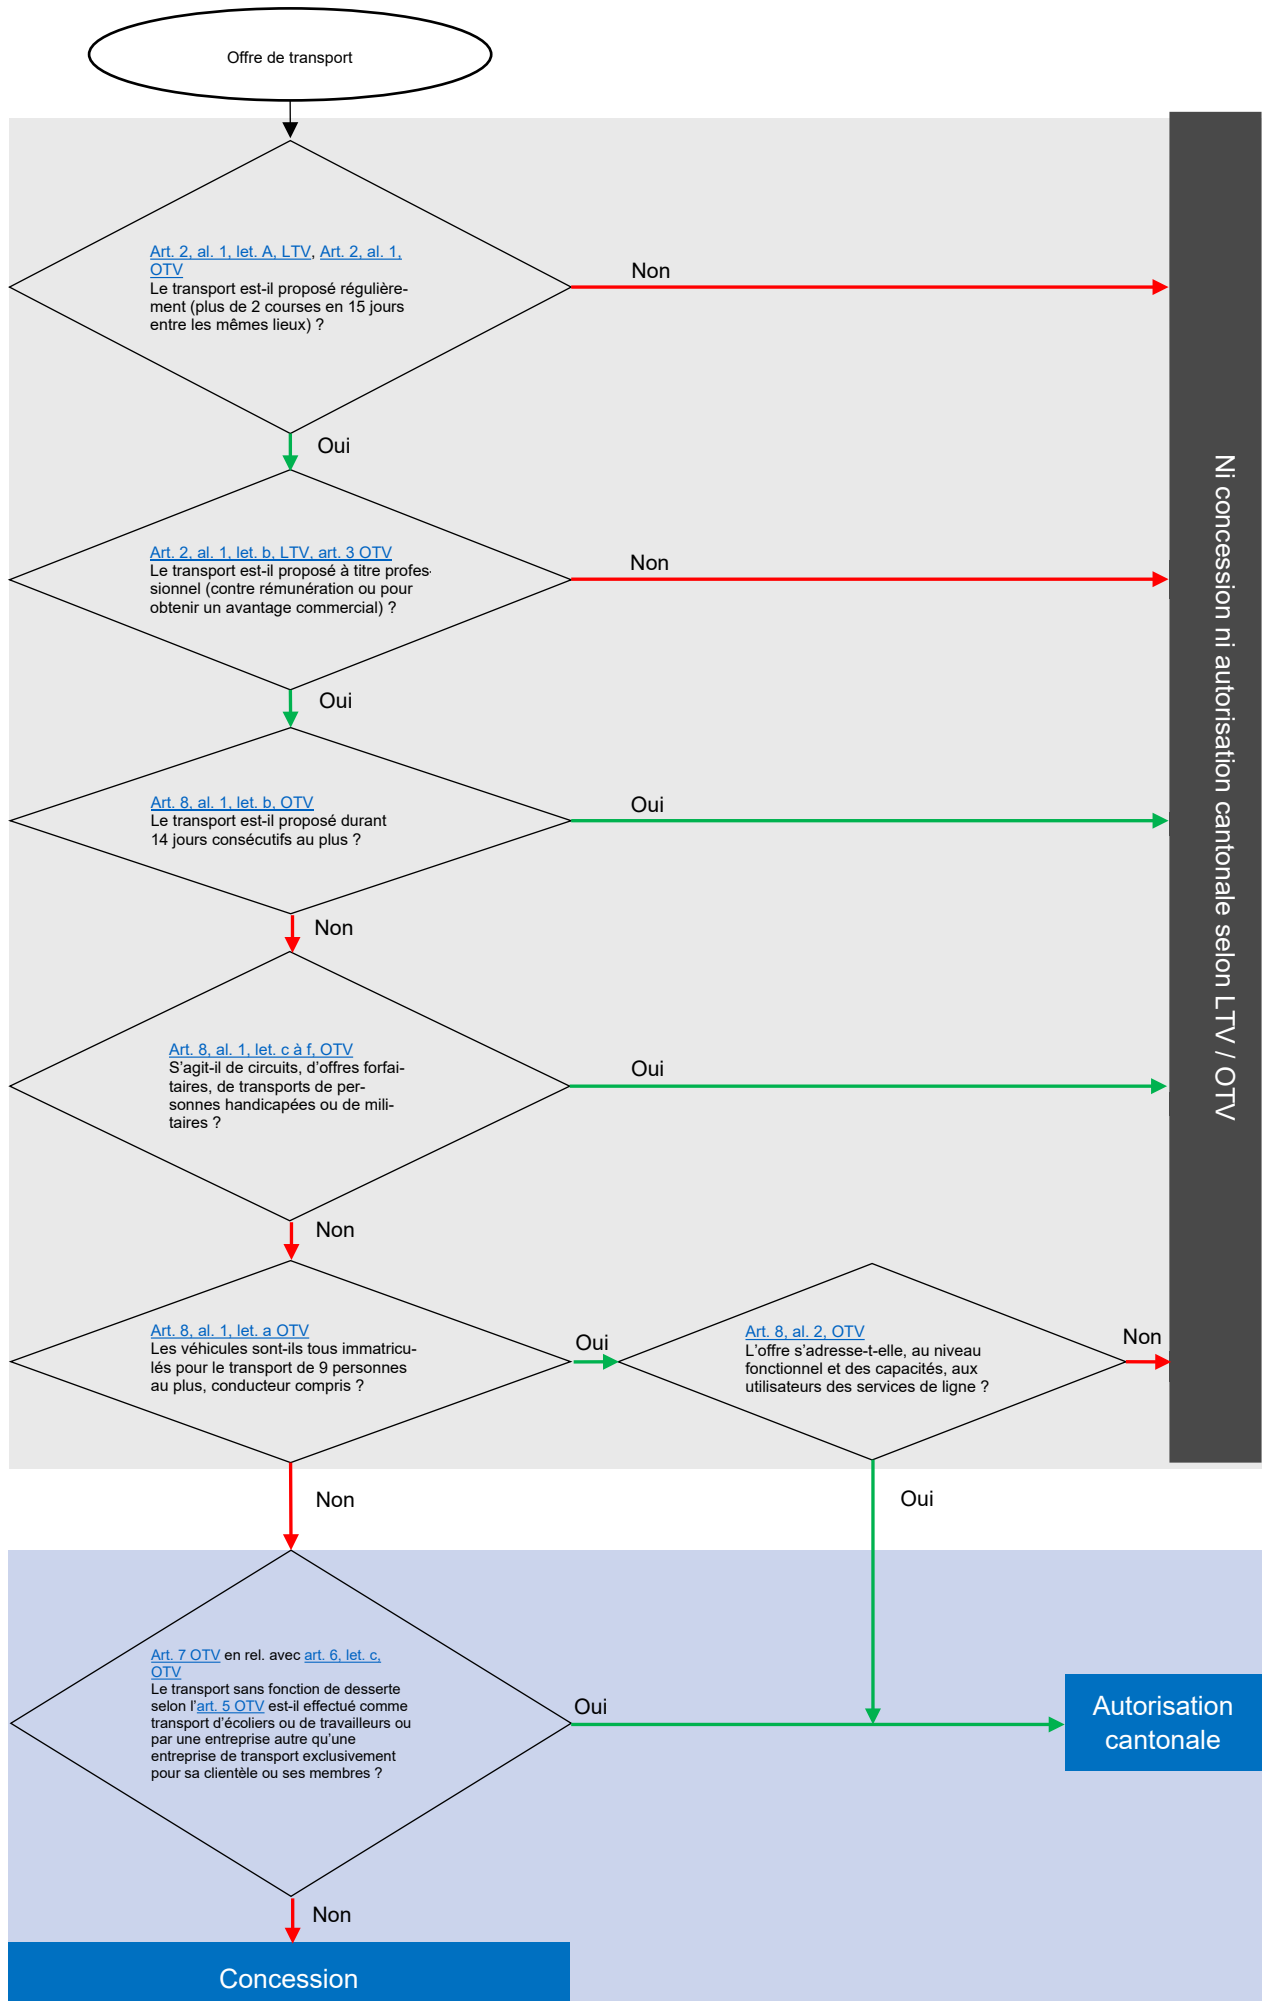 Offre de transport
Art. 2, al. 1, let. A, LTV, Art. 2, al. 1,
OTV
Le transport est-il proposé régulière-
ment (plus de 2 courses en 15 jours
entre les mêmes lieux) ?
Non
Oui
Art. 2, al. 1, let. b, LTV, art. 3 OTV
Le transport est-il proposé à titre profes-
sionnel (contre rémunération ou pour
obtenir un avantage commercial) ?
Non
Oui
Art. 8, al. 1, let. b, OTV
Le transport est-il proposé durant
14 jours consécutifs au plus ?
Oui
Non
Art. 8, al. 1, let. c à f, OTV
S’agit-il de circuits, d’offres forfai-
taires, de transports de per-
sonnes handicapées ou de mili-
taires ?
Oui
Non
Art. 8, al. 1, let. a OTV
Les véhicules sont-ils tous immatricu-
lés pour le transport de 9 personnes
au plus, conducteur compris ?
Oui
Art. 8, al. 2, OTV
L’offre s’adresse-t-elle, au niveau
fonctionnel et des capacités, aux
utilisateurs des services de ligne ?
Non
Ni concession ni autorisation cantonale selon LTV / OTV
Non
Oui
Art. 7 OTV en rel. avec art. 6, let. c,
OTV
Le transport sans fonction de desserte
selon l’art. 5 OTV est-il effectué comme
transport d’écoliers ou de travailleurs ou
par une entreprise autre qu’une
entreprise de transport exclusivement
pour sa clientèle ou ses membres ?
Oui
Autorisation
cantonale
Non
Concession